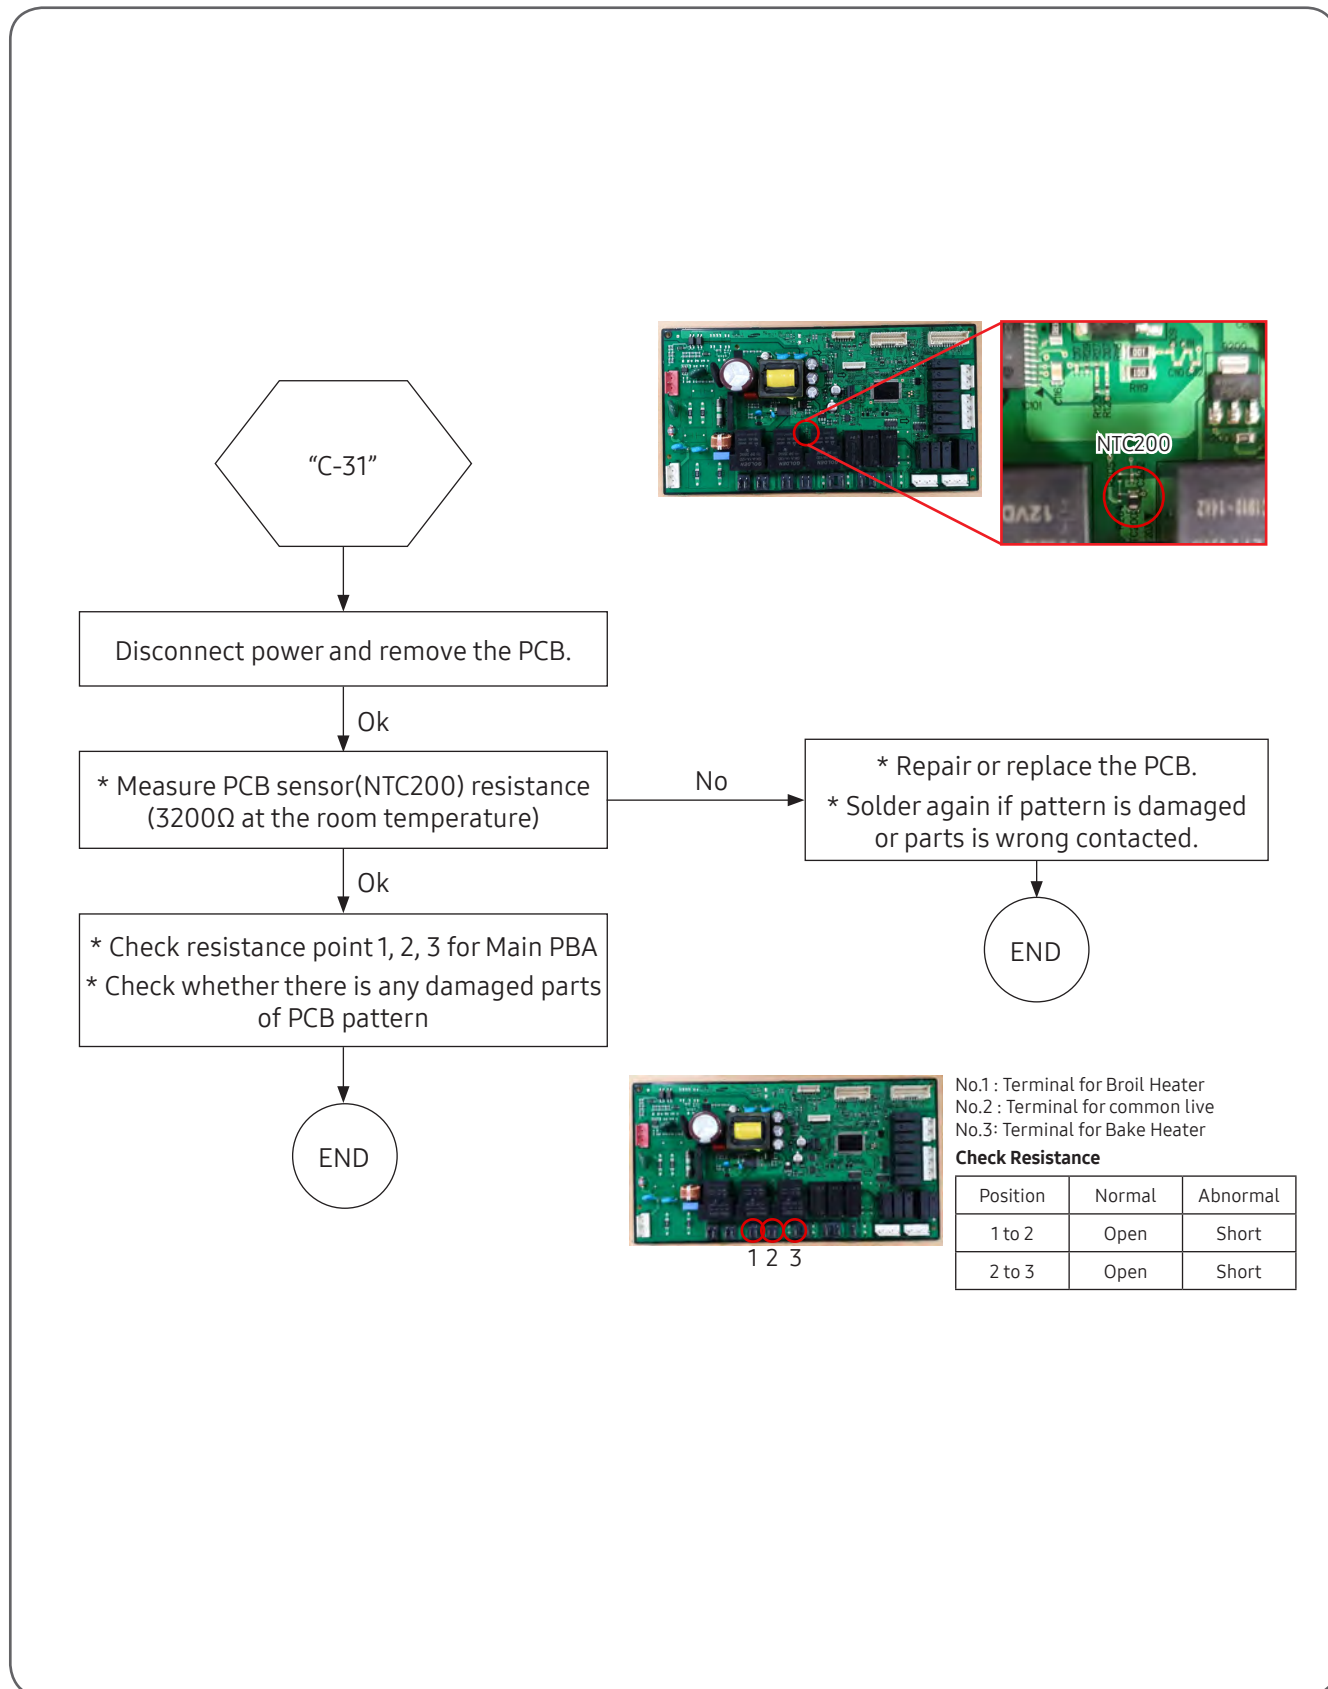 “C-31”
NTC200
Disconnect power and remove the PCB.
Ok
* Measure PCB sensor(NTC200) resistance
(3200Ω at the room temperature)
No
* Repair or replace the PCB.
* Solder again if pattern is damaged
or parts is wrong contacted.
Ok
* Check resistance point 1, 2, 3 for Main PBA
* Check whether there is any damaged parts
of PCB pattern
END
END
1 2 3
No.1 : Terminal for Broil Heater
No.2 : Terminal for common live
No.3: Terminal for Bake Heater
Check Resistance
Position Normal Abnormal
1 to 2 Open Short
2 to 3 Open Short